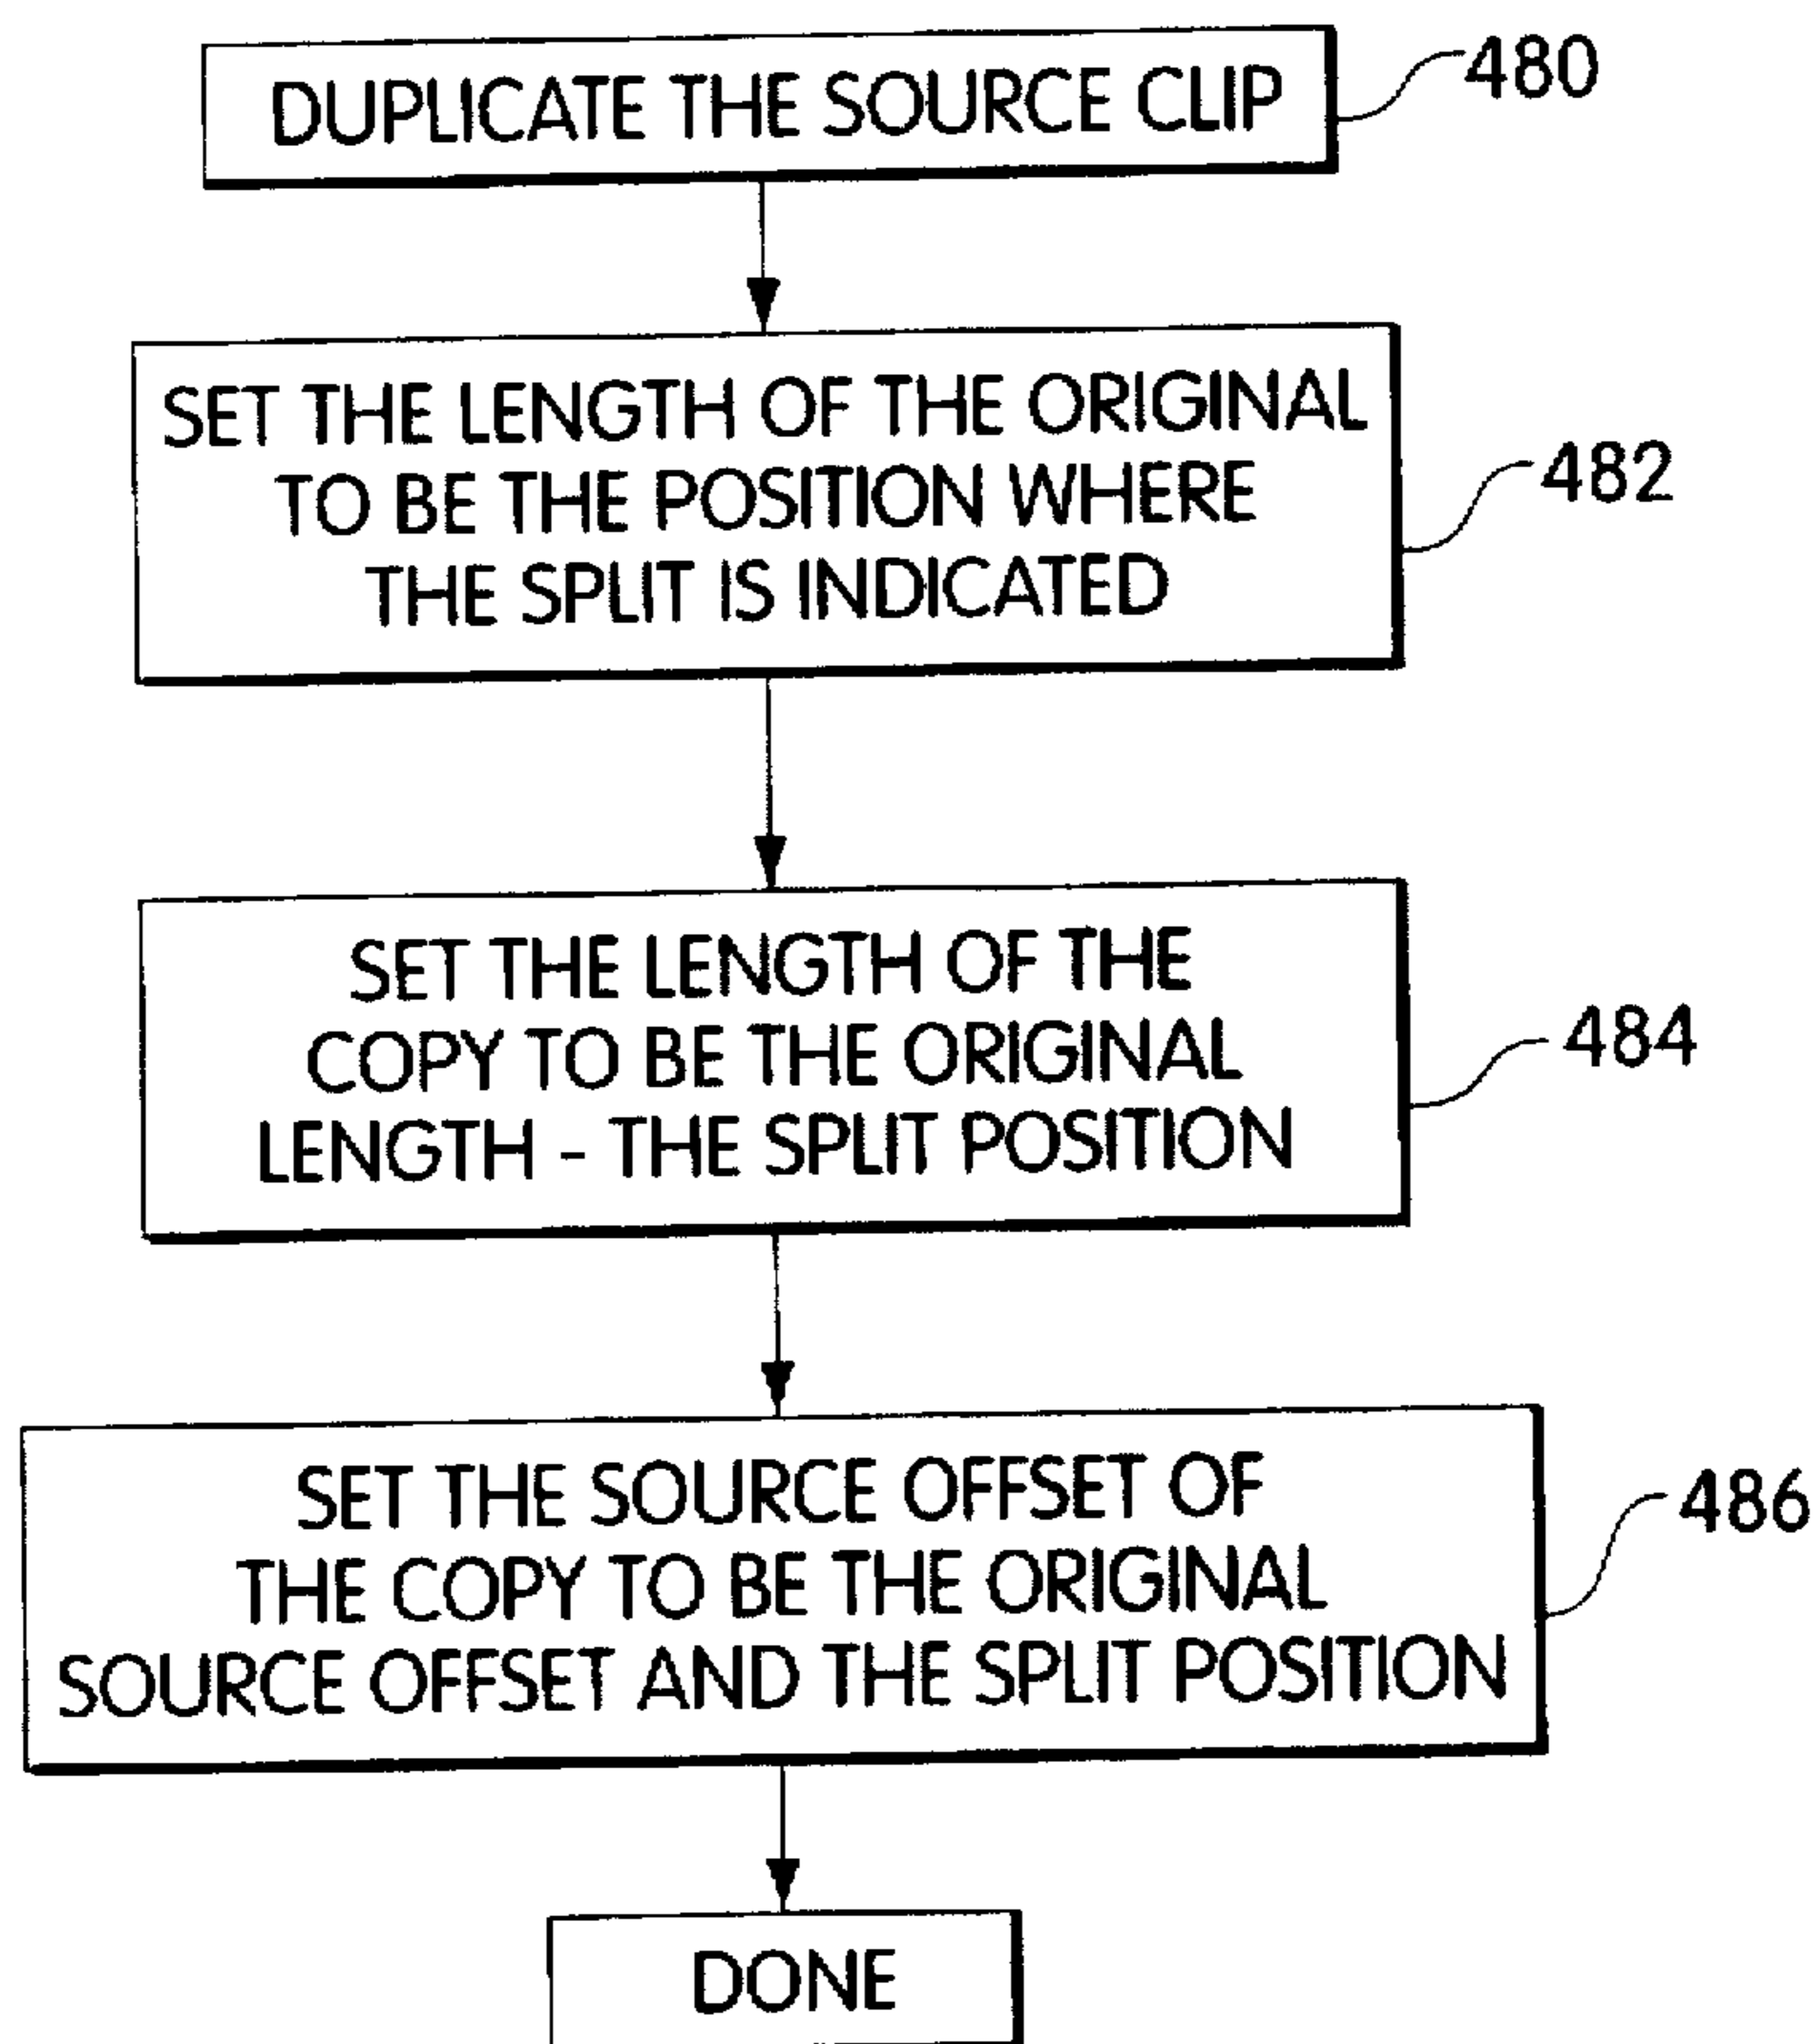 DUPLICATE THE SOURCE CLIP
480
SET THE LENGTH OF THE ORIGINAL
TO BE THE POSITION WHERE
THE SPLIT IS INDICATED
482
SET THE LENGTH OF THE
COPY TO BE THE ORIGINAL
LENGTH - THE SPLIT POSITION
484
SET THE SOURCE OFFSET OF
THE COPY TO BE THE ORIGINAL
SOURCE OFFSET AND THE SPLIT POSITION
486
DONE